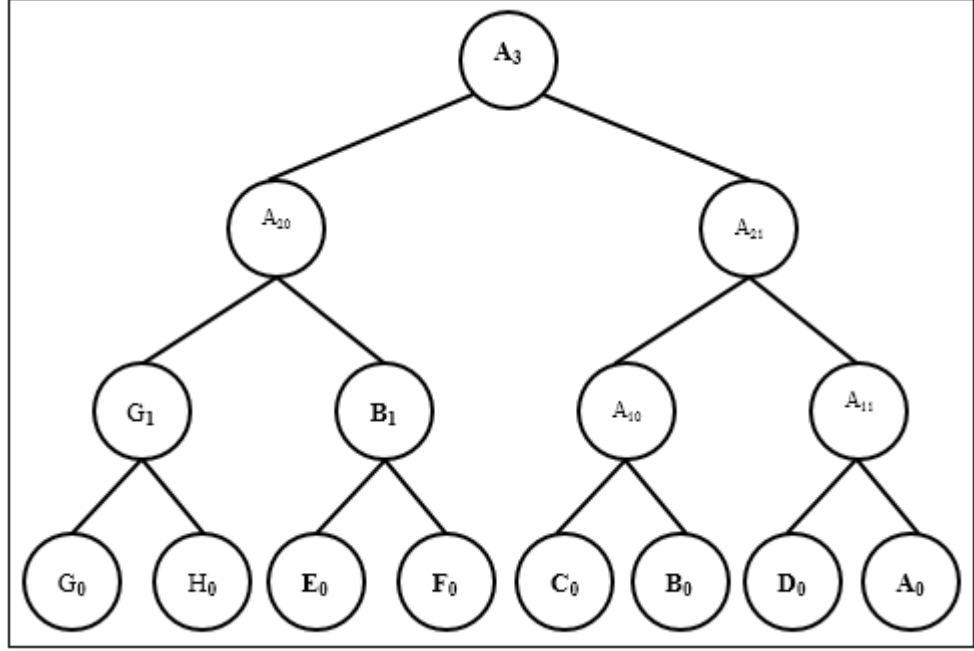 A₃
A₂₀ A₂₁
G₁ B₁ A₁₀ A₁₁
G₀ H₀ E₀ F₀ C₀ B₀ D₀ A₀